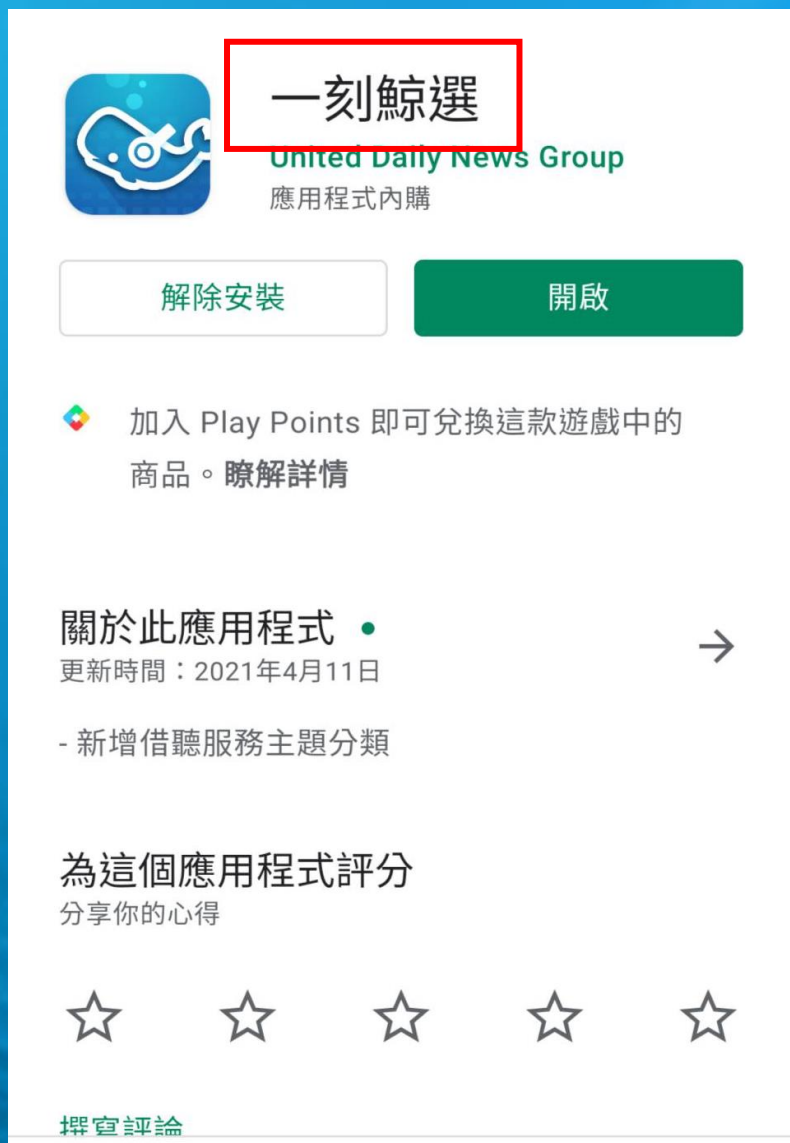 一刻鯨選
United Daily News Group
應用程式內購
解除安裝
開啟
加入 Play Points 即可兌換這款遊戲中的
商品。瞭解詳情
關於此應用程式
更新時間：2021年4月11日
- 新增借聽服務主題分類
為這個應用程式評分
分享你的心得
撰寫評論